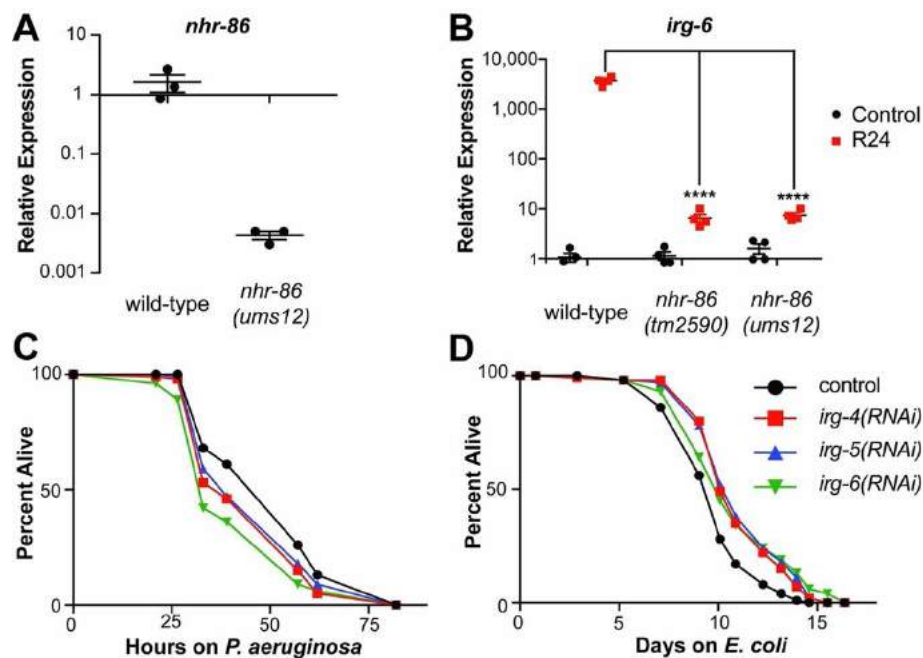 A
nhr-86
Relative Expression
10
1
0.1
0.01
0.001
wild-type
nhr-86
(ums12)
B
irg-6
Relative Expression
10,000
1,000
100
10
1
****
****
Control
R24
wild-type
nhr-86
(tm2590)
nhr-86
(ums12)
C
Percent Alive
100
50
0
0
25
50
75
Hours on P. aeruginosa
D
Percent Alive
100
50
0
0
5
10
15
Days on E. coli
control
irg-4(RNAi)
irg-5(RNAi)
irg-6(RNAi)